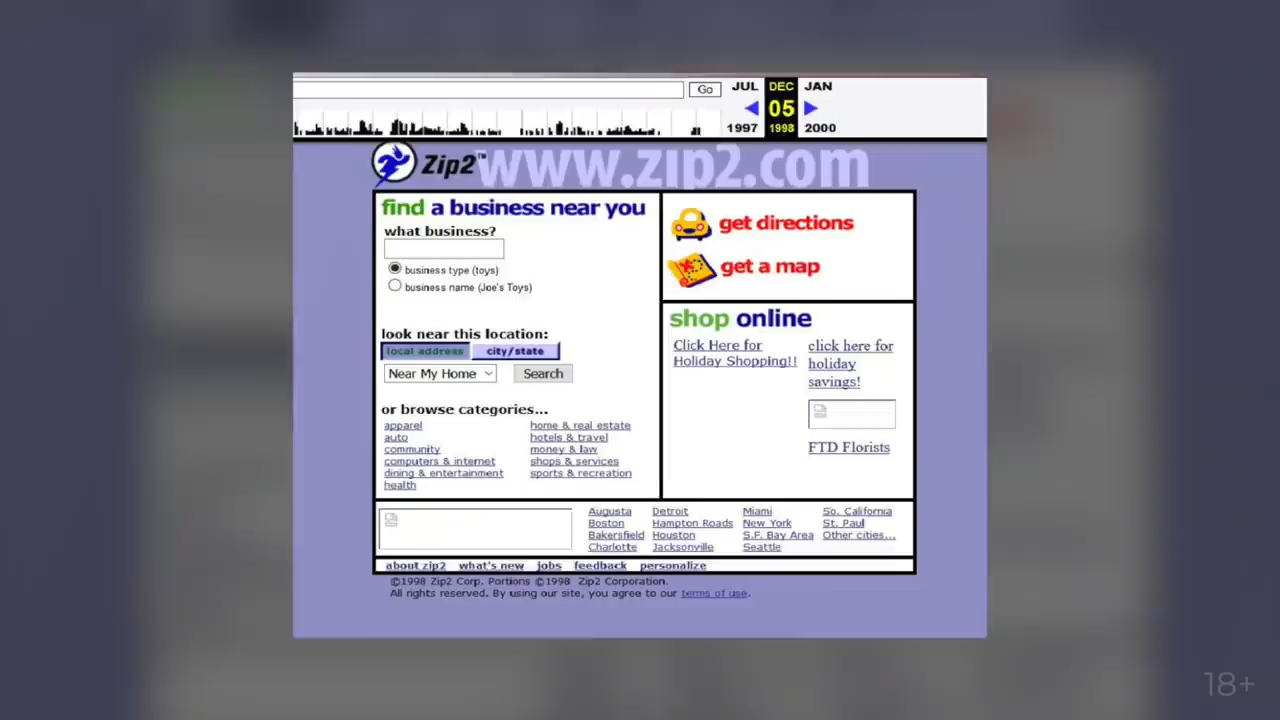 Go
JUL DEC JAN
05
1997 1998 2000
Zip2™ www.zip2.com
find a business near you
what business?
business type (toys)
business name (Joe's Toys)
look near this location:
local address city/state
Near My Home Search
or browse categories...
apparel home & real estate
auto hotels & travel
community money & law
computers & internet shops & services
dining & entertainment sports & recreation
health
get directions
get a map
shop online
Click Here for
Holiday Shopping!!
click here for
holiday
savings!
FTD Florists
Augusta Detroit Miami So. California
Boston Hampton Roads New York St. Paul
Bakersfield Houston S.F. Bay Area Other cities...
Charlotte Jacksonville Seattle
about zip2 what's new jobs feedback personalize
©1998 Zip2 Corp. Portions ©1998 Zip2 Corporation.
All rights reserved. By using our site, you agree to our terms of use.
18+